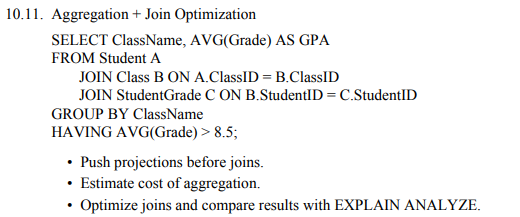 10.11. Aggregation + Join Optimization
SELECT ClassName, AVG(Grade) AS GPA
FROM Student A
JOIN Class B ON A.ClassID = B.ClassID
JOIN StudentGrade C ON B.StudentID = C.StudentID
GROUP BY ClassName
HAVING AVG(Grade) > 8.5;
• Push projections before joins.
• Estimate cost of aggregation.
• Optimize joins and compare results with EXPLAIN ANALYZE.